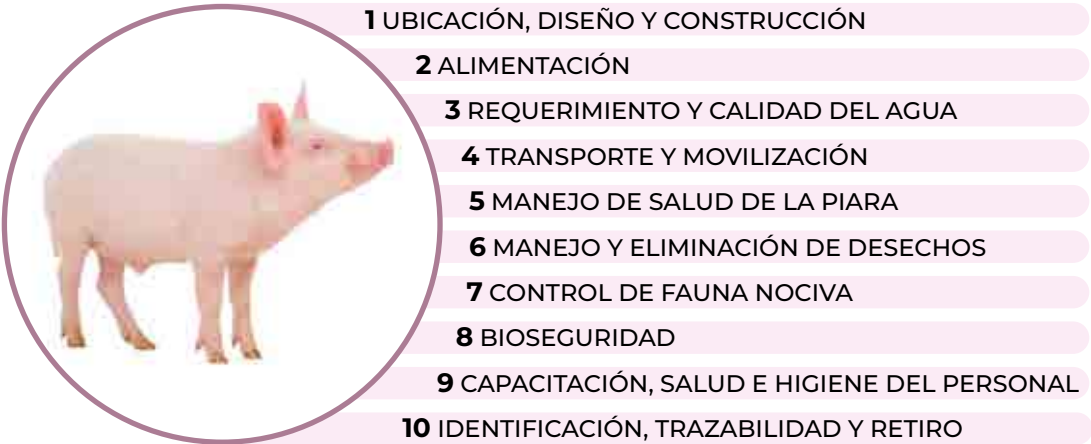 1 UBICACIÓN, DISEÑO Y CONSTRUCCIÓN
2 ALIMENTACIÓN
3 REQUERIMIENTO Y CALIDAD DEL AGUA
4 TRANSPORTE Y MOVILIZACIÓN
5 MANEJO DE SALUD DE LA PIARA
6 MANEJO Y ELIMINACIÓN DE DESECHOS
7 CONTROL DE FAUNA NOCIVA
8 BIOSEGURIDAD
9 CAPACITACIÓN, SALUD E HIGIENE DEL PERSONAL
10 IDENTIFICACIÓN, TRAZABILIDAD Y RETIRO